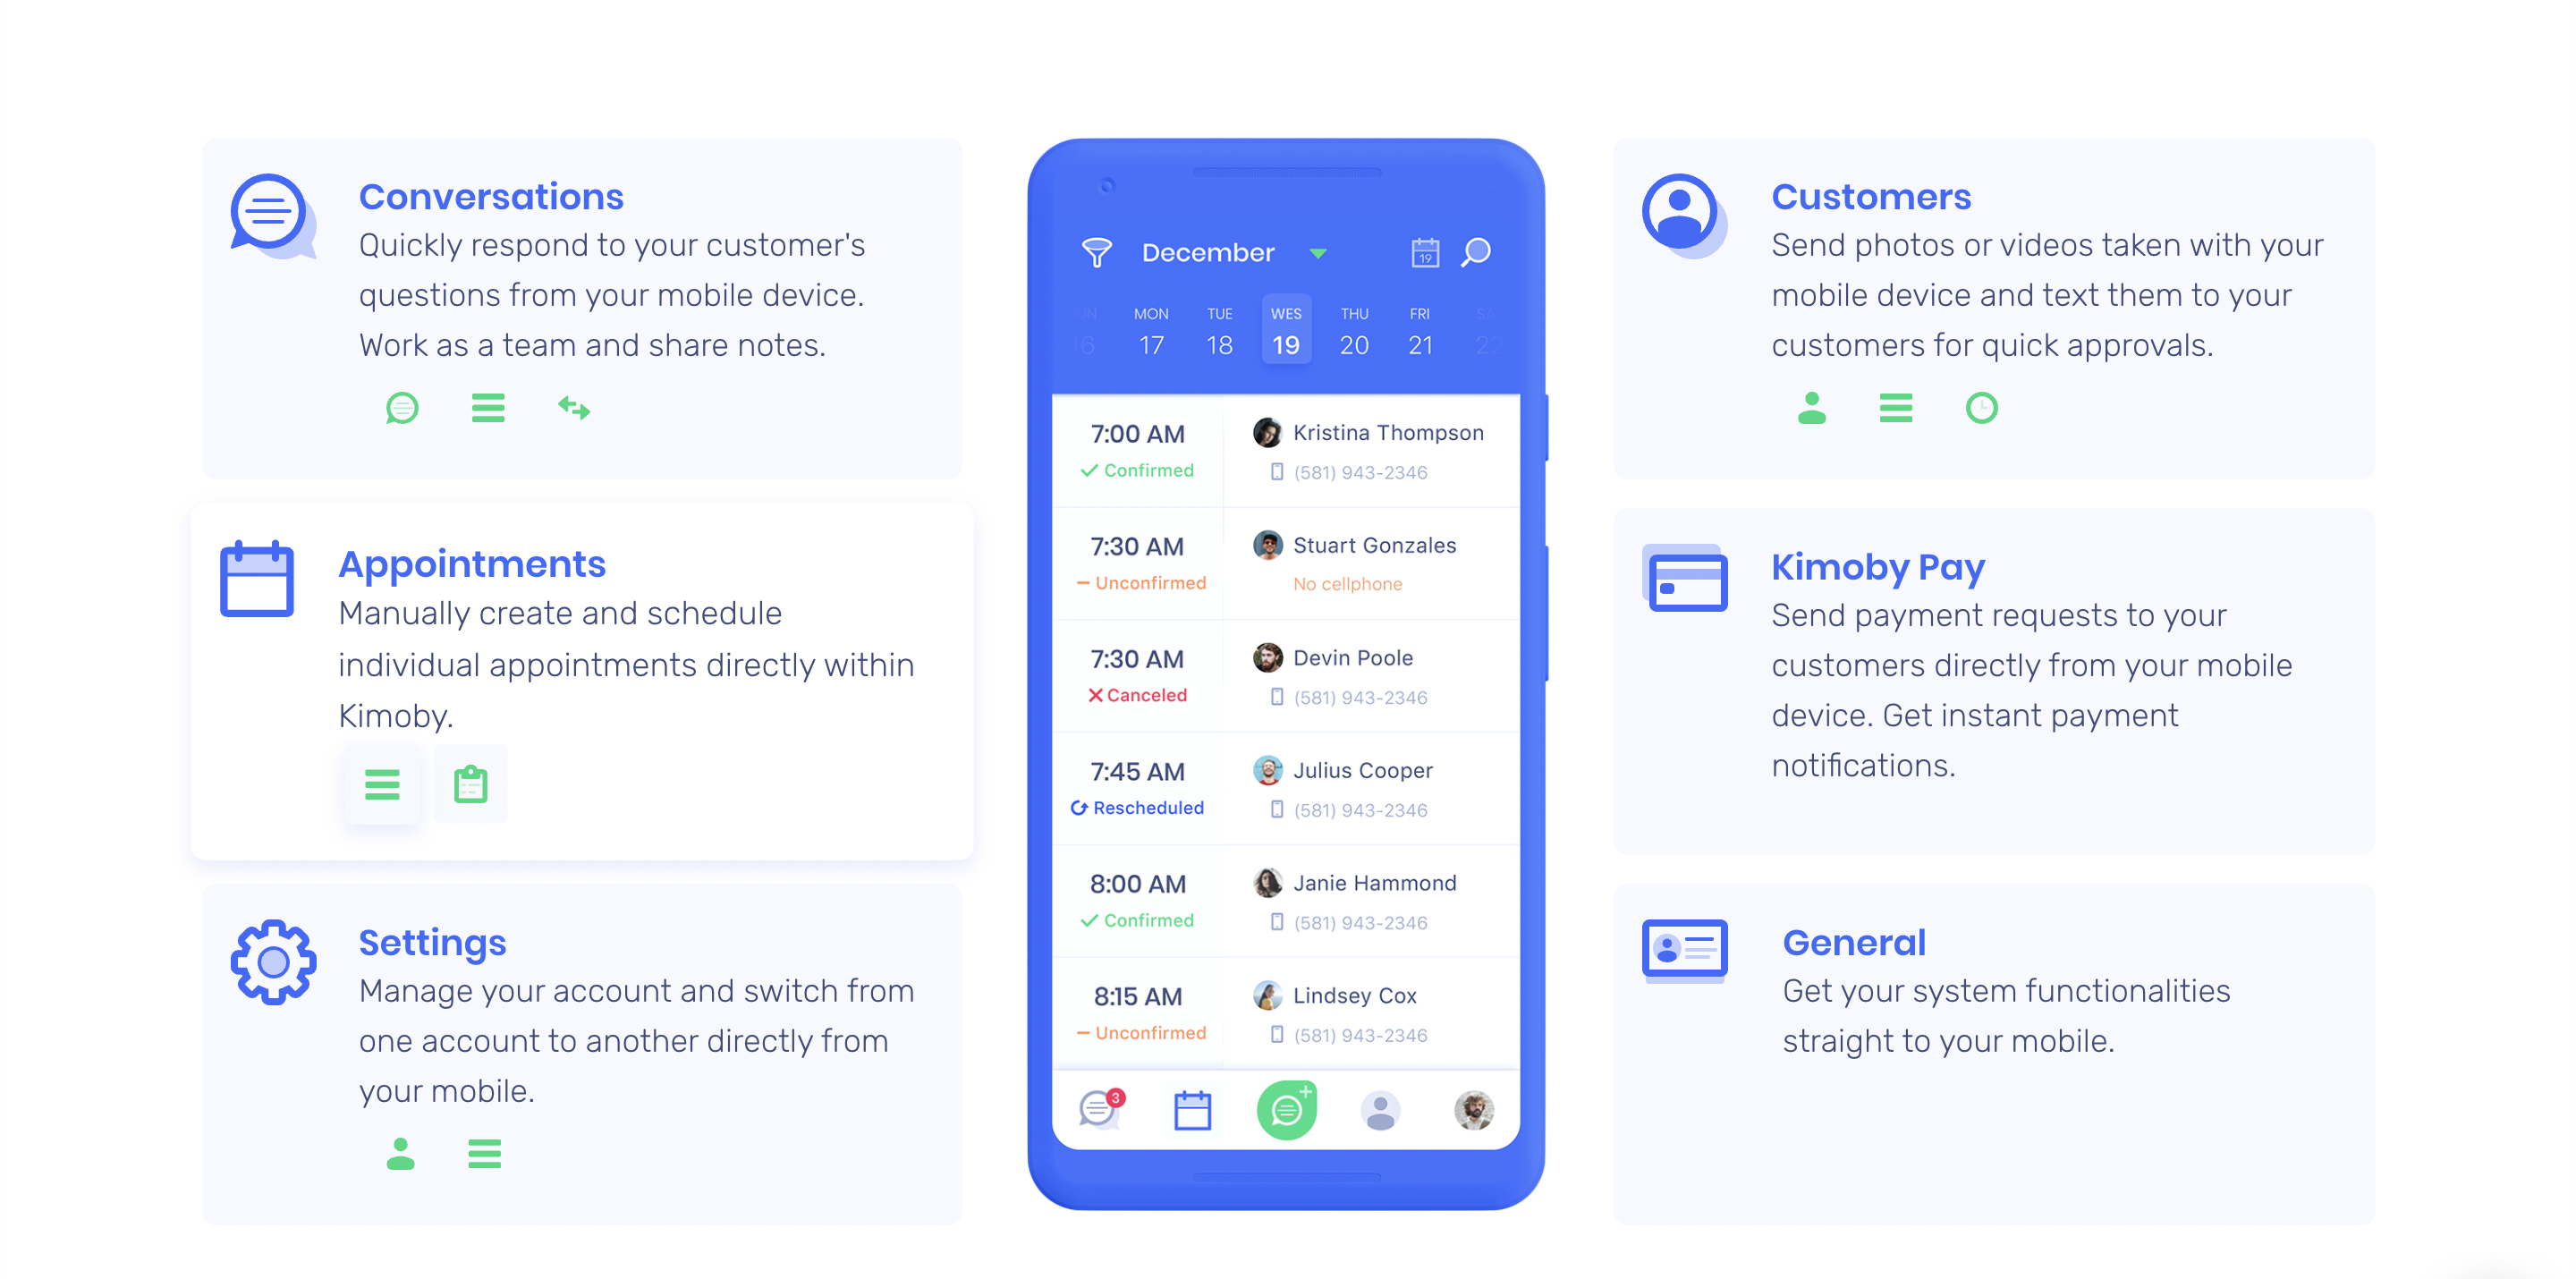 Conversations
Quickly respond to your customer's
questions from your mobile device.
Work as a team and share notes.
Appointments
Manually create and schedule
individual appointments directly within
Kimoby.
Settings
Manage your account and switch from
one account to another directly from
your mobile.
December
19
MON TUE WES THU FRI SAT
16 17 18 19 20 21 22
7:00 AM Kristina Thompson
Confirmed (581) 943-2346
7:30 AM Stuart Gonzales
Unconfirmed No cellphone
7:30 AM Devin Poole
Canceled (581) 943-2346
7:45 AM Julius Cooper
Rescheduled (581) 943-2346
8:00 AM Janie Hammond
Confirmed (581) 943-2346
8:15 AM Lindsey Cox
Unconfirmed (581) 943-2346
3
Customers
Send photos or videos taken with your
mobile device and text them to your
customers for quick approvals.
Kimoby Pay
Send payment requests to your
customers directly from your mobile
device. Get instant payment
notifications.
General
Get your system functionalities
straight to your mobile.